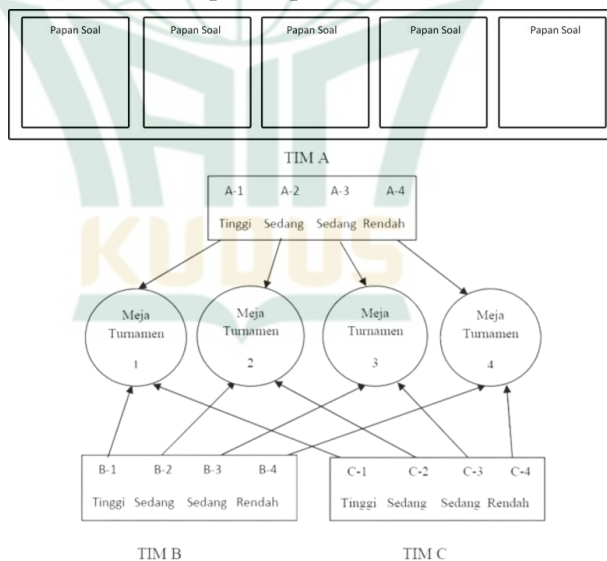 Papan Soal Papan Soal Papan Soal Papan Soal Papan Soal
TIM A
A-1 A-2 A-3 A-4
Tinggi Sedang Sedang Rendah
Meja Turnamen 1
Meja Turnamen 2
Meja Turnamen 3
Meja Turnamen 4
B-1 B-2 B-3 B-4
Tinggi Sedang Sedang Rendah
C-1 C-2 C-3 C-4
Tinggi Sedang Sedang Rendah
TIM B
TIM C
KUDUS